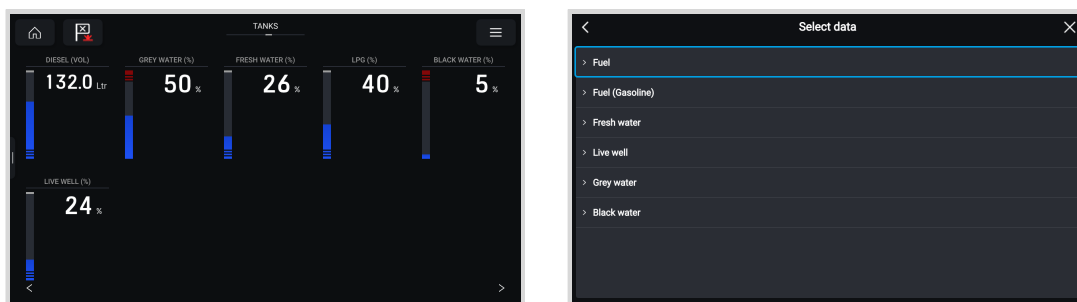 TANKS
DIESEL (VOL)
132.0 Ltr
GREY WATER (%)
50 %
FRESH WATER (%)
26 %
LPG (%)
40 %
BLACK WATER (%)
5 %
LIVE WELL (%)
24 %
Select data
Fuel
Fuel (Gasoline)
Fresh water
Live well
Grey water
Black water